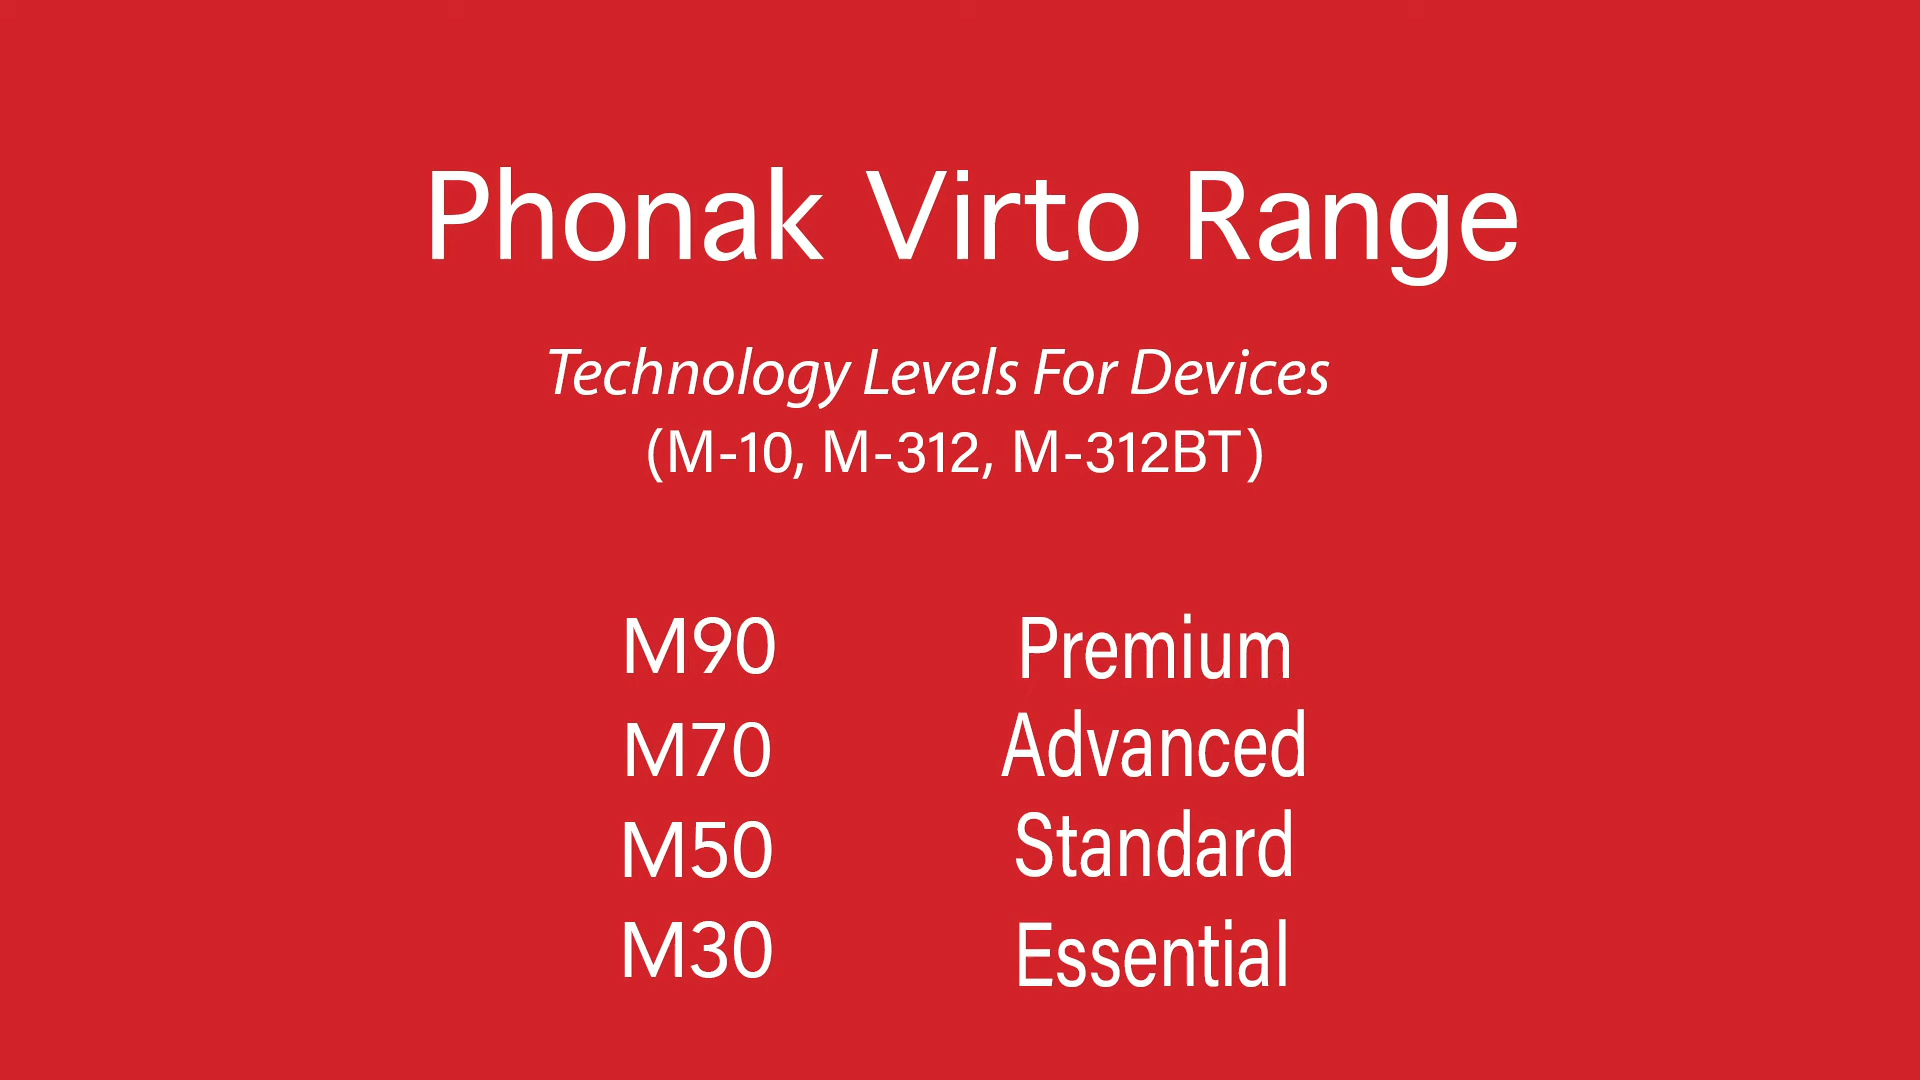 Phonak Virto Range
Technology Levels For Devices
(M-10, M-312, M-312BT)
M90 Premium
M70 Advanced
M50 Standard
M30 Essential